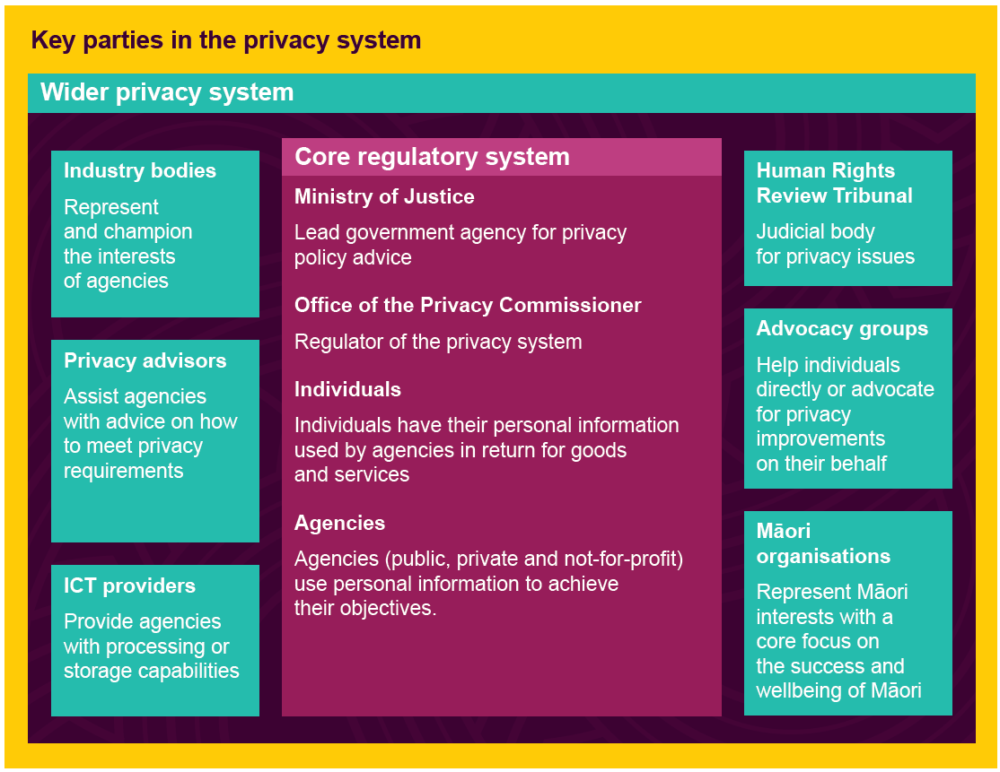 Key parties in the privacy system
Wider privacy system
Industry bodies
Represent
and champion
the interests
of agencies
Privacy advisors
Assist agencies
with advice on how
to meet privacy
requirements
ICT providers
Provide agencies
with processing or
storage capabilities
Core regulatory system
Ministry of Justice
Lead government agency for privacy
policy advice
Office of the Privacy Commissioner
Regulator of the privacy system
Individuals
Individuals have their personal information
used by agencies in return for goods
and services
Agencies
Agencies (public, private and not-for-profit)
use personal information to achieve
their objectives.
Human Rights
Review Tribunal
Judicial body
for privacy issues
Advocacy groups
Help individuals
directly or advocate
for privacy
improvements
on their behalf
Māori
organisations
Represent Māori
interests with a
core focus on
the success and
wellbeing of Māori